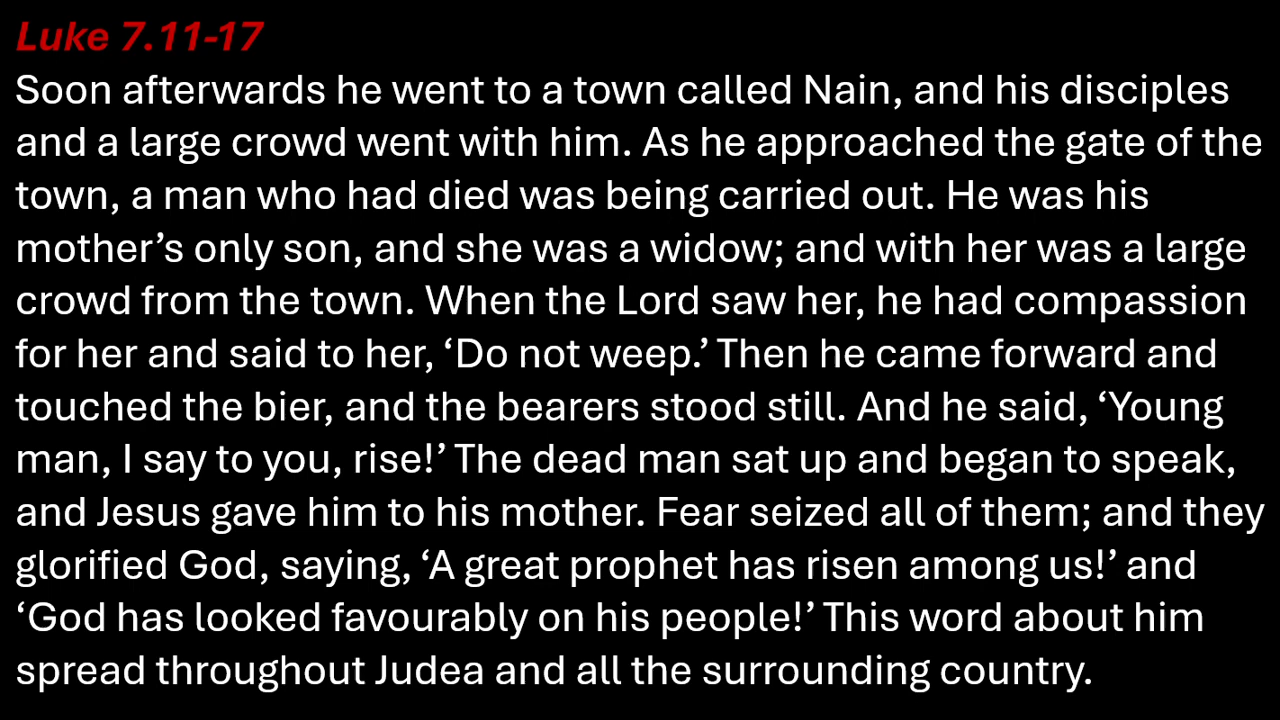 Luke 7.11-17
Soon afterwards he went to a town called Nain, and his disciples
and a large crowd went with him. As he approached the gate of the
town, a man who had died was being carried out. He was his
mother’s only son, and she was a widow; and with her was a large
crowd from the town. When the Lord saw her, he had compassion
for her and said to her, ‘Do not weep.’ Then he came forward and
touched the bier, and the bearers stood still. And he said, ‘Young
man, I say to you, rise!’ The dead man sat up and began to speak,
and Jesus gave him to his mother. Fear seized all of them; and they
glorified God, saying, ‘A great prophet has risen among us!’ and
‘God has looked favourably on his people!’ This word about him
spread throughout Judea and all the surrounding country.